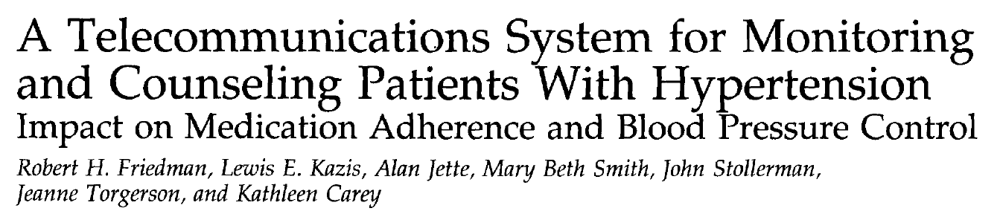 A Telecommunications System for Monitoring
and Counseling Patients With Hypertension
Impact on Medication Adherence and Blood Pressure Control
Robert H. Friedman, Lewis E. Kazis, Alan Jette, Mary Beth Smith, John Stollerman,
Jeanne Torgerson, and Kathleen Carey